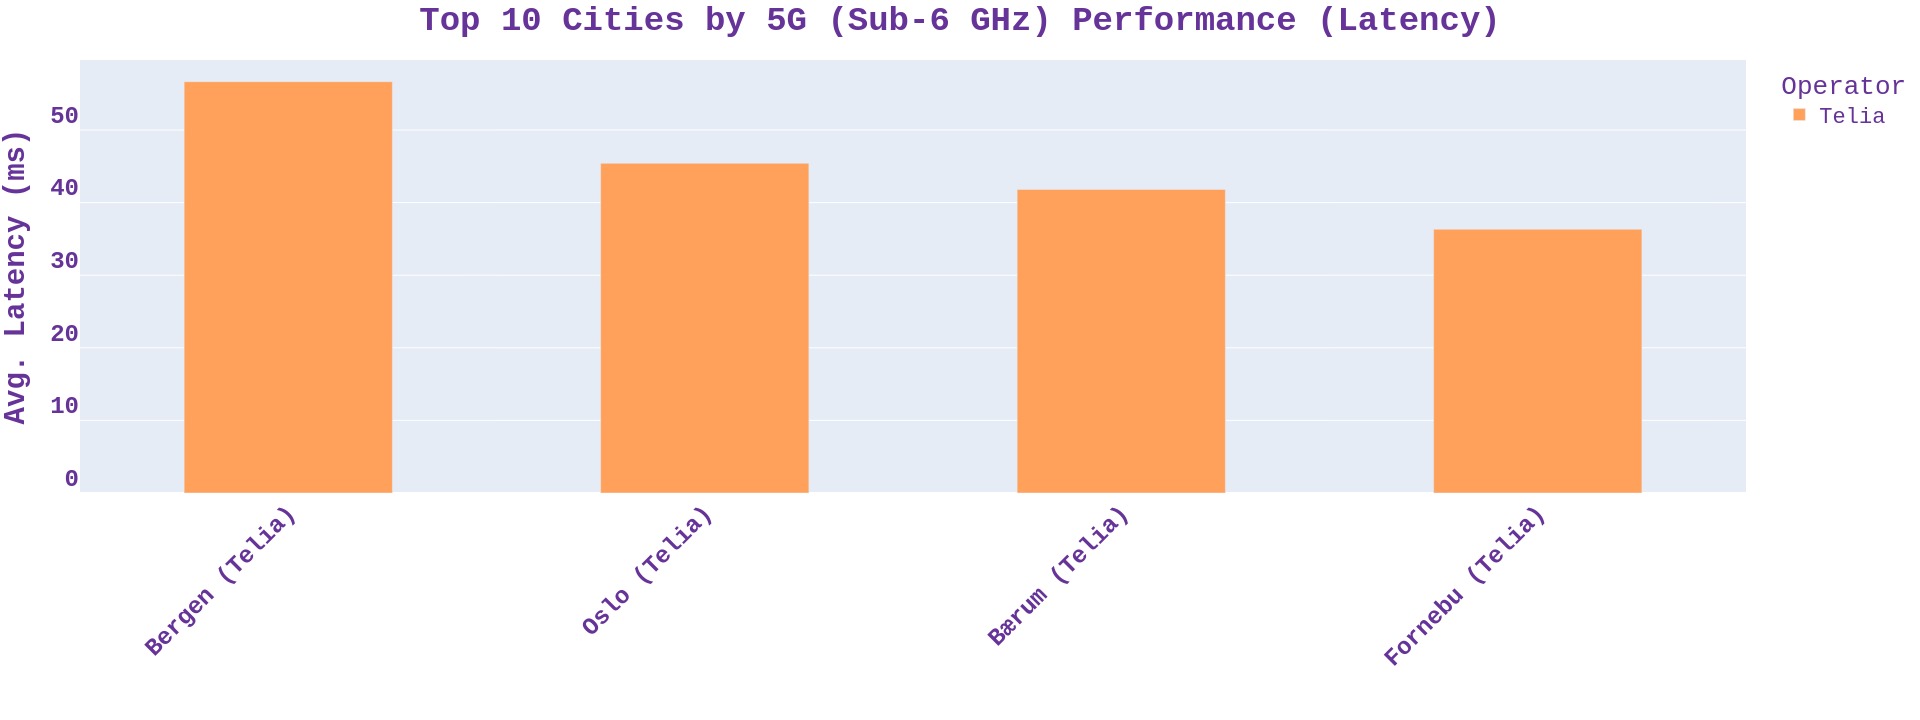 Top 10 Cities by 5G (Sub-6 GHz) Performance (Latency)
Operator
Telia
Avg. Latency (ms)
50
40
30
20
10
0
Bergen (Telia)
Oslo (Telia)
Bærum (Telia)
Fornebu (Telia)